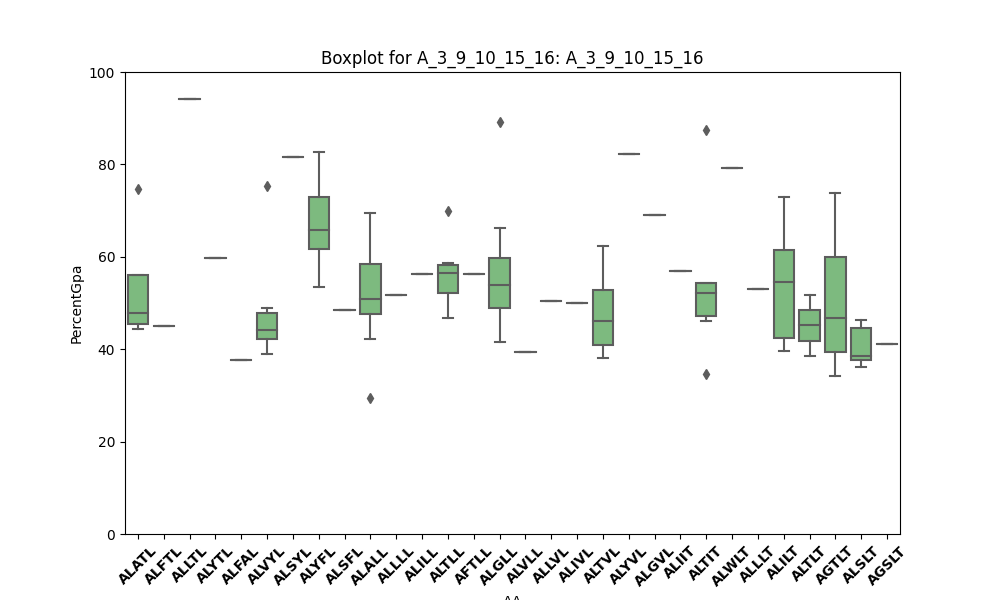 Boxplot for A_3_9_10_15_16: A_3_9_10_15_16
PercentGpa
100
80
60
40
20
0
ALATL
ALFTL
ALLTL
ALYTL
ALFAL
ALVYL
ALSYL
ALYFL
ALSFL
ALALL
ALLLL
ALILL
ALTLL
AFTLL
ALGLL
ALVLL
ALLVL
ALIVL
ALTVL
ALYVL
ALGVL
ALIIT
ALTIT
ALWLT
ALLLT
ALILT
ALTLT
AGTLT
ALSLT
AGSLT
AA